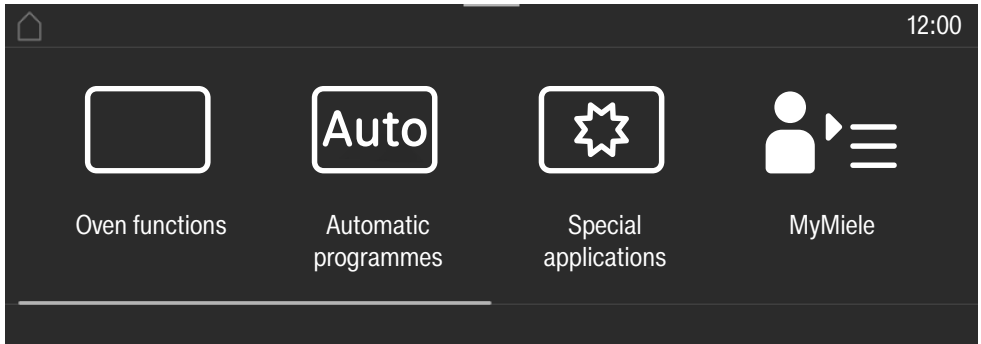 12:00
Auto
Oven functions
Automatic
programmes
Special
applications
MyMiele